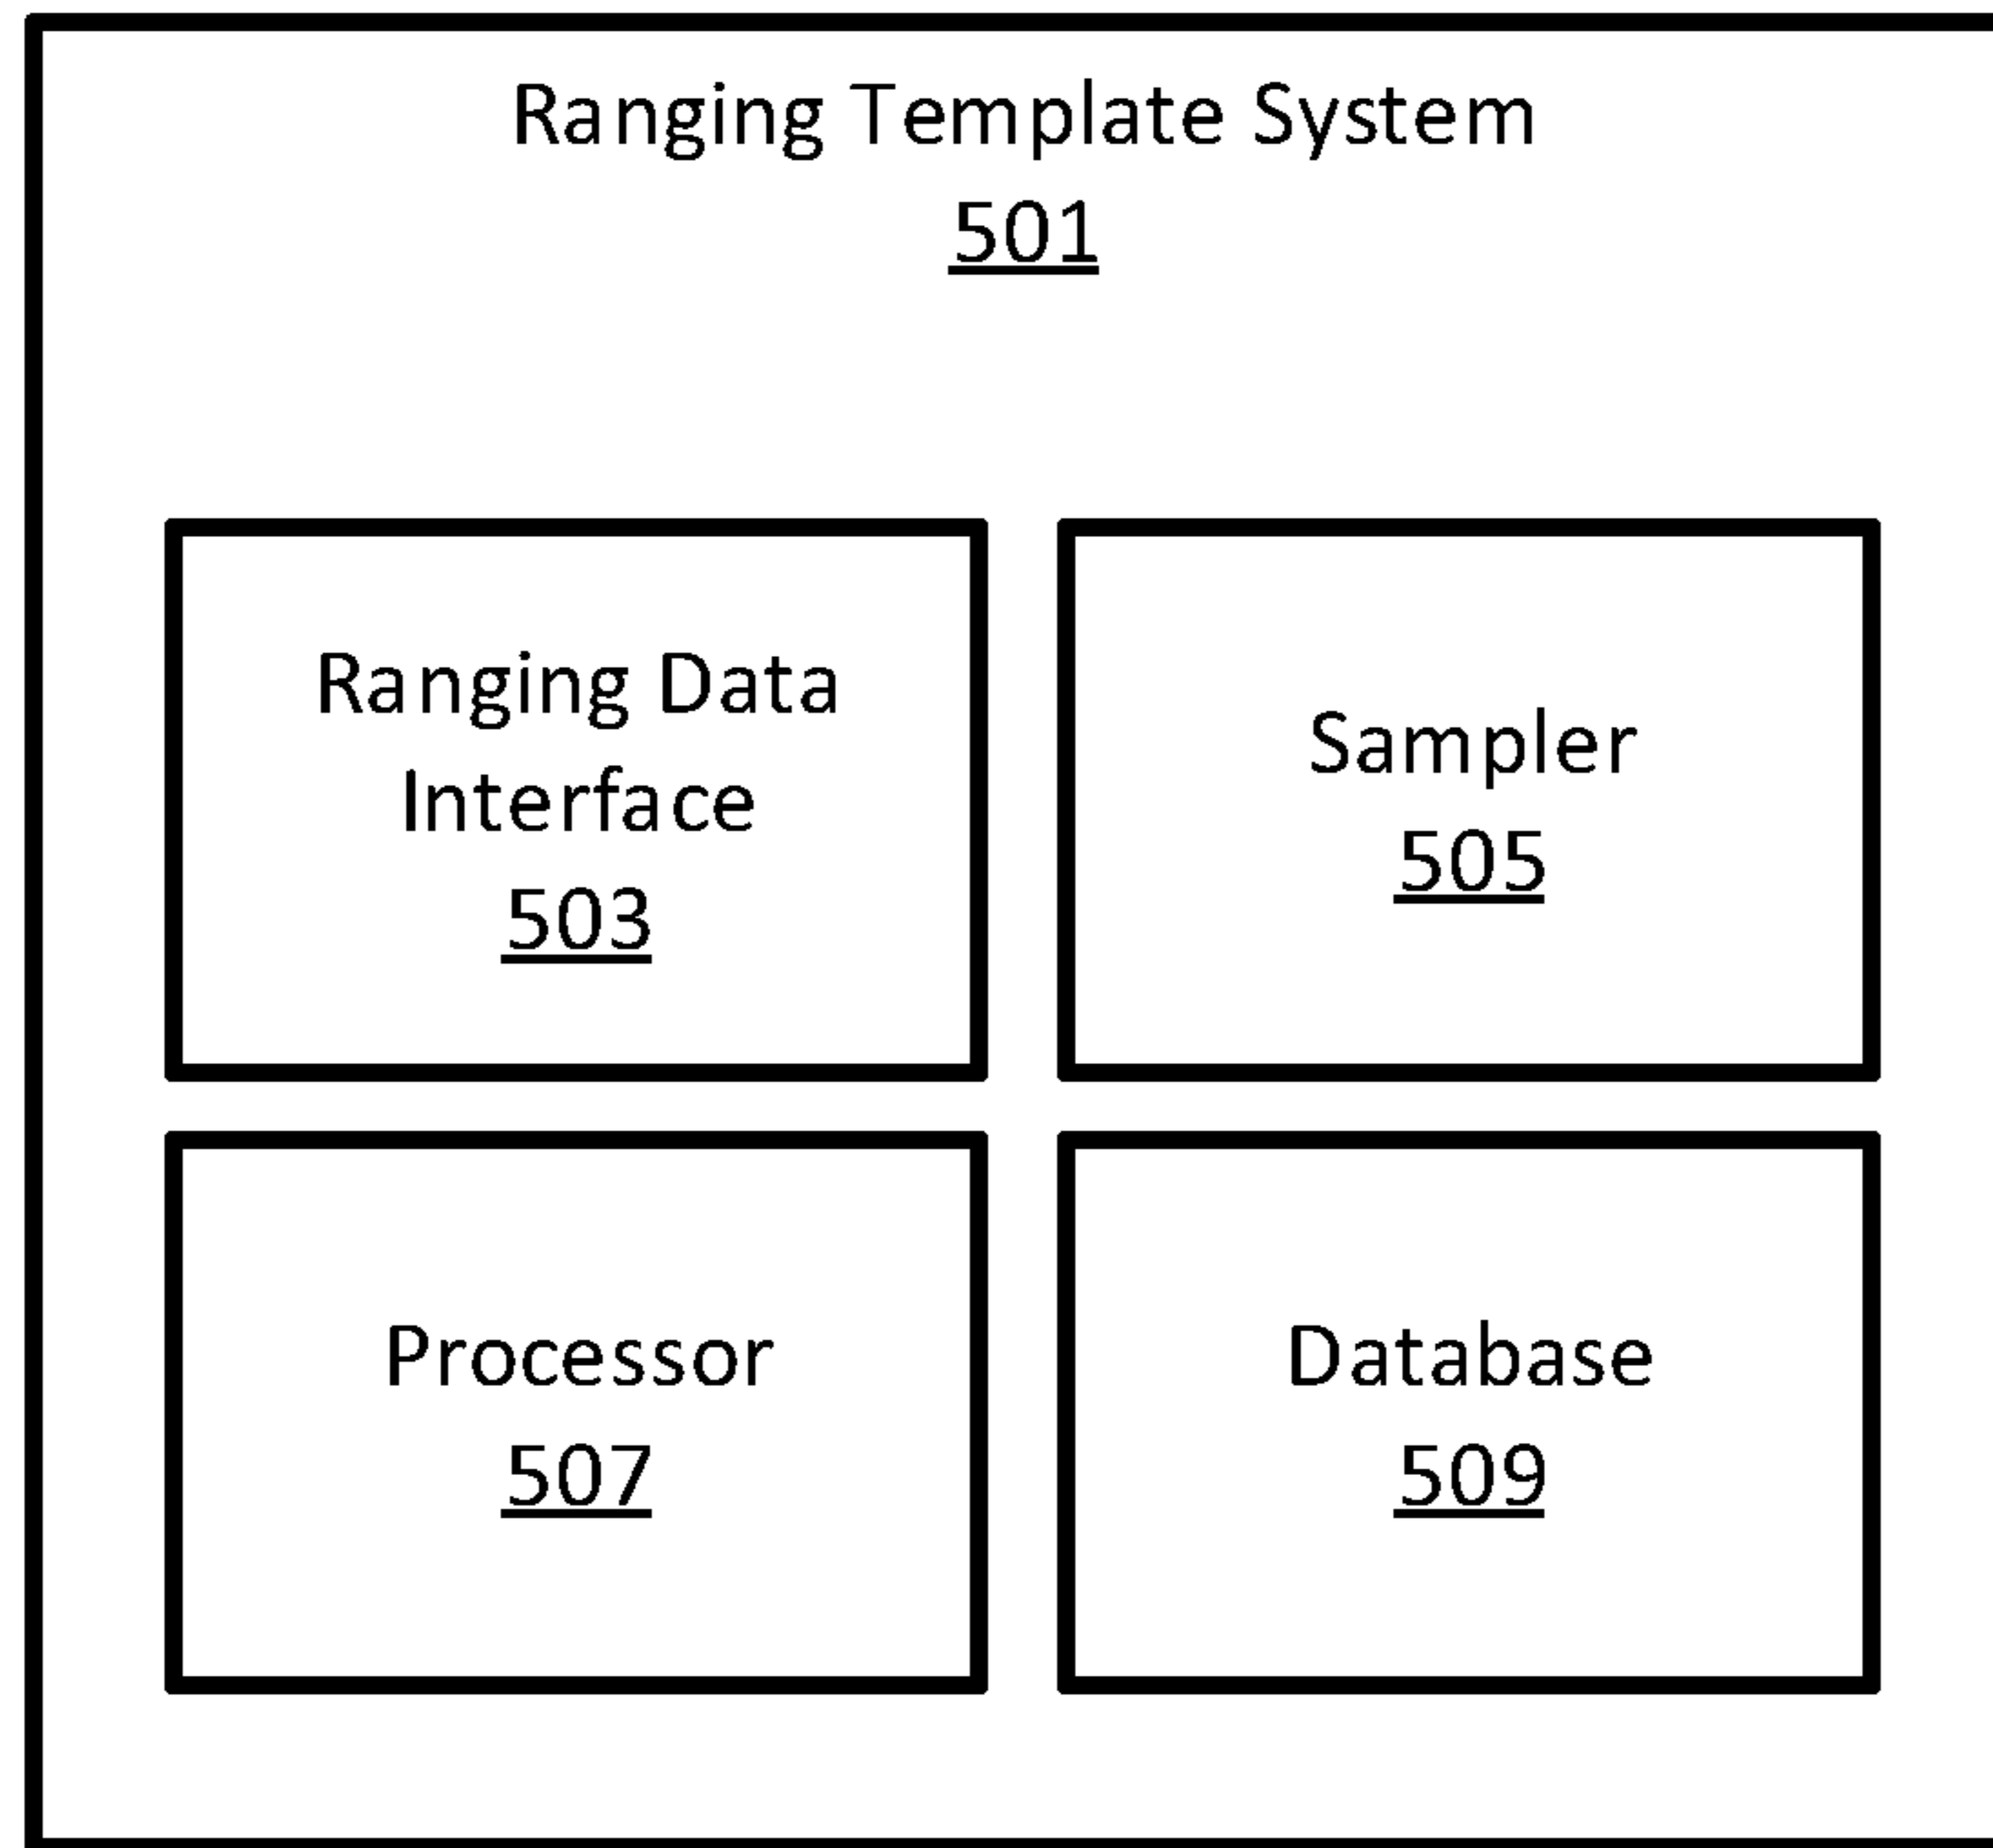 Ranging Template System
501
Ranging Data
Interface
503
Sampler
505
Processor
507
Database
509